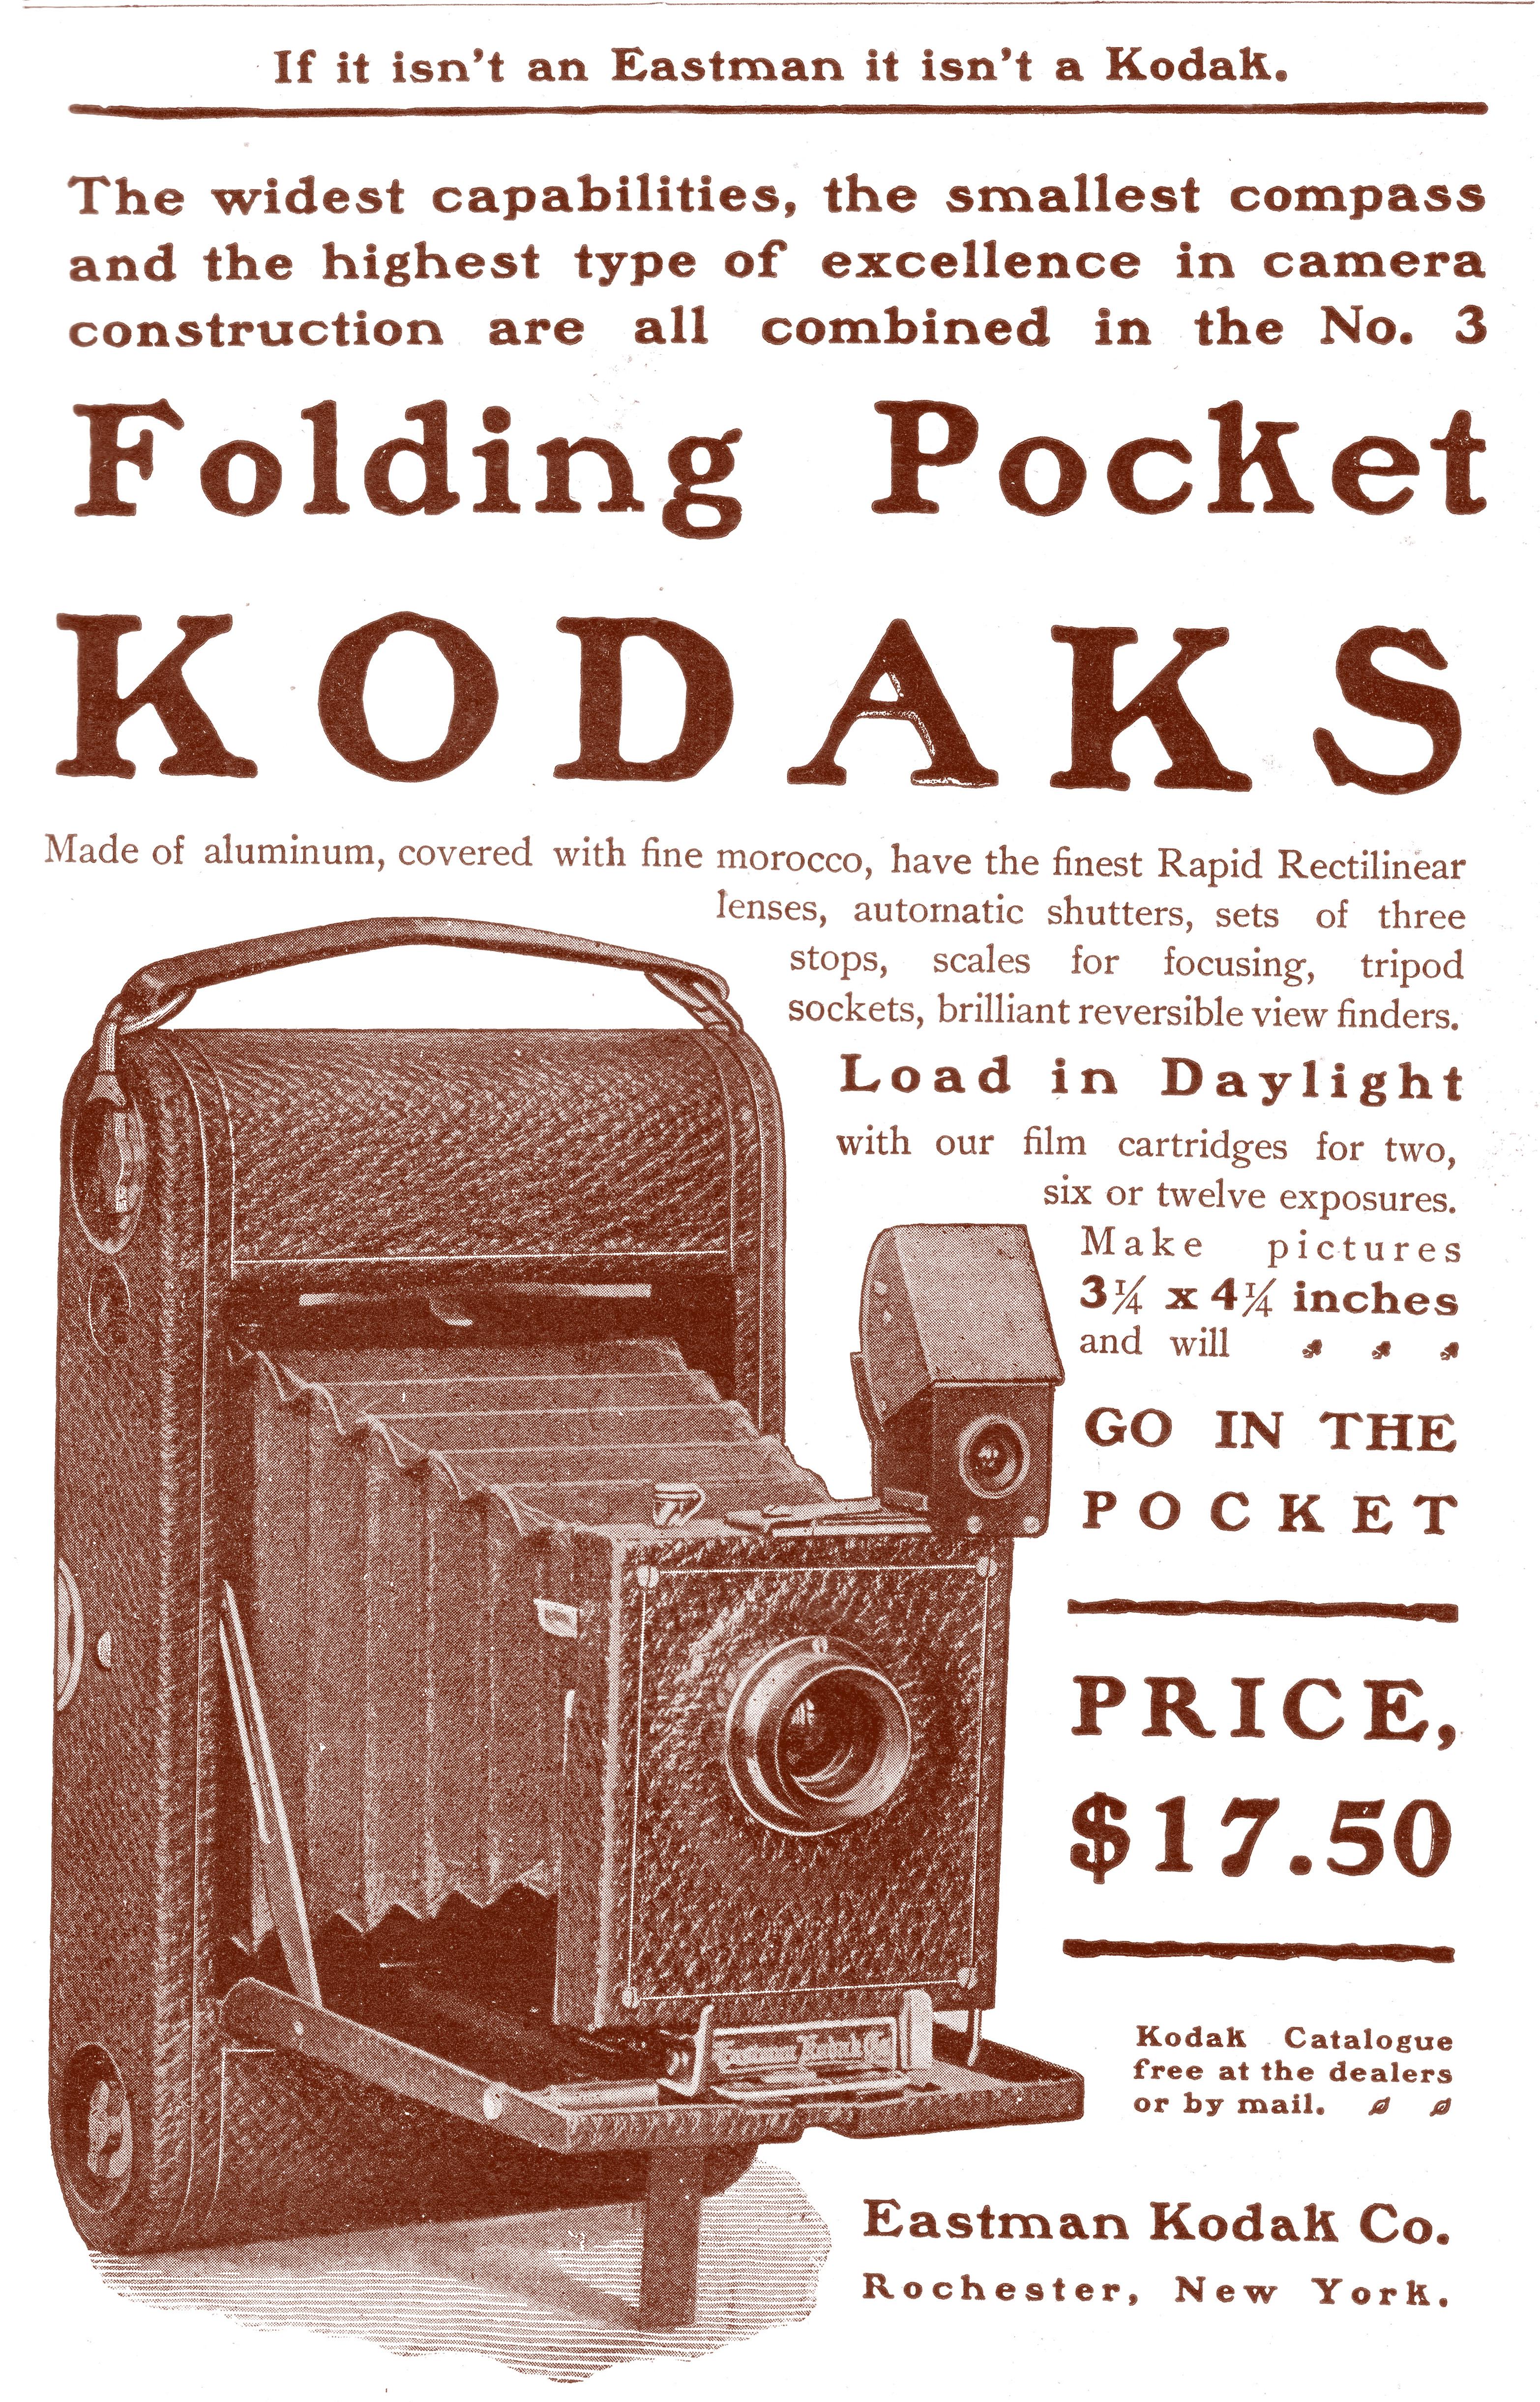 If it isn't an Eastman it isn't a Kodak.
The widest capabilities, the smallest compass
and the highest type of excellence in camera
construction are all combined in the No. 3
Folding Pocket
KODAKS
Made of aluminum, covered with fine morocco, have the finest Rapid Rectilinear
lenses, automatic shutters, sets of three
stops, scales for focusing, tripod
sockets, brilliant reversible view finders.
Load in Daylight
with our film cartridges for two,
six or twelve exposures.
Make pictures
3¼ x 4¼ inches
and will
GO IN THE
POCKET
PRICE,
$17.50
Eastman Kodak Co.
Kodak Catalogue
free at the dealers
or by mail.
Eastman Kodak Co.
Rochester, New York.